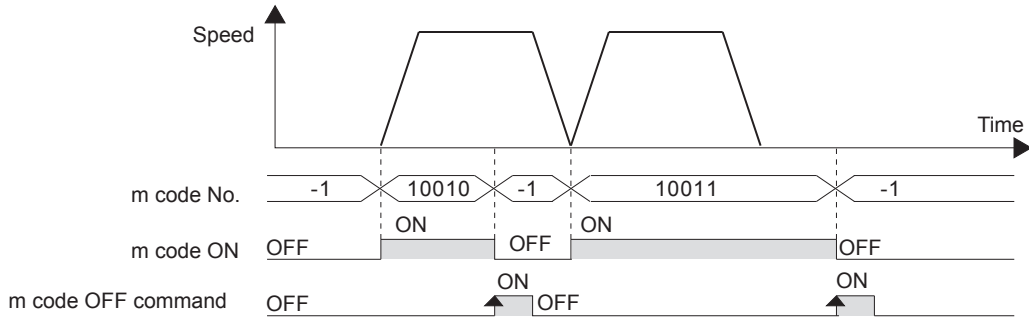 Speed
Time
m code No.
-1
10010
-1
10011
-1
ON
ON
m code ON
OFF
OFF
OFF
ON
ON
m code OFF command
OFF
OFF